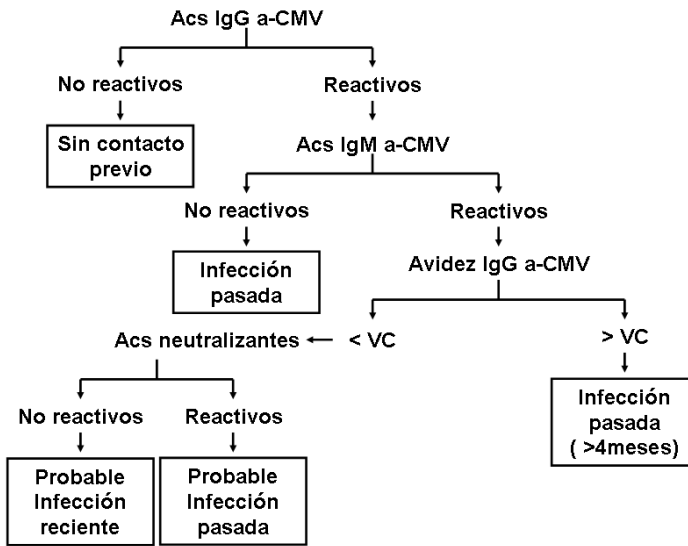 Acs IgG a-CMV
No reactivos
Reactivos
Sin contacto
previo
Acs IgM a-CMV
No reactivos
Reactivos
Infección
pasada
Avidez IgG a-CMV
Acs neutralizantes
< VC
> VC
No reactivos
Reactivos
Infección
pasada
( >4meses)
Probable
Infección
reciente
Probable
Infección
pasada